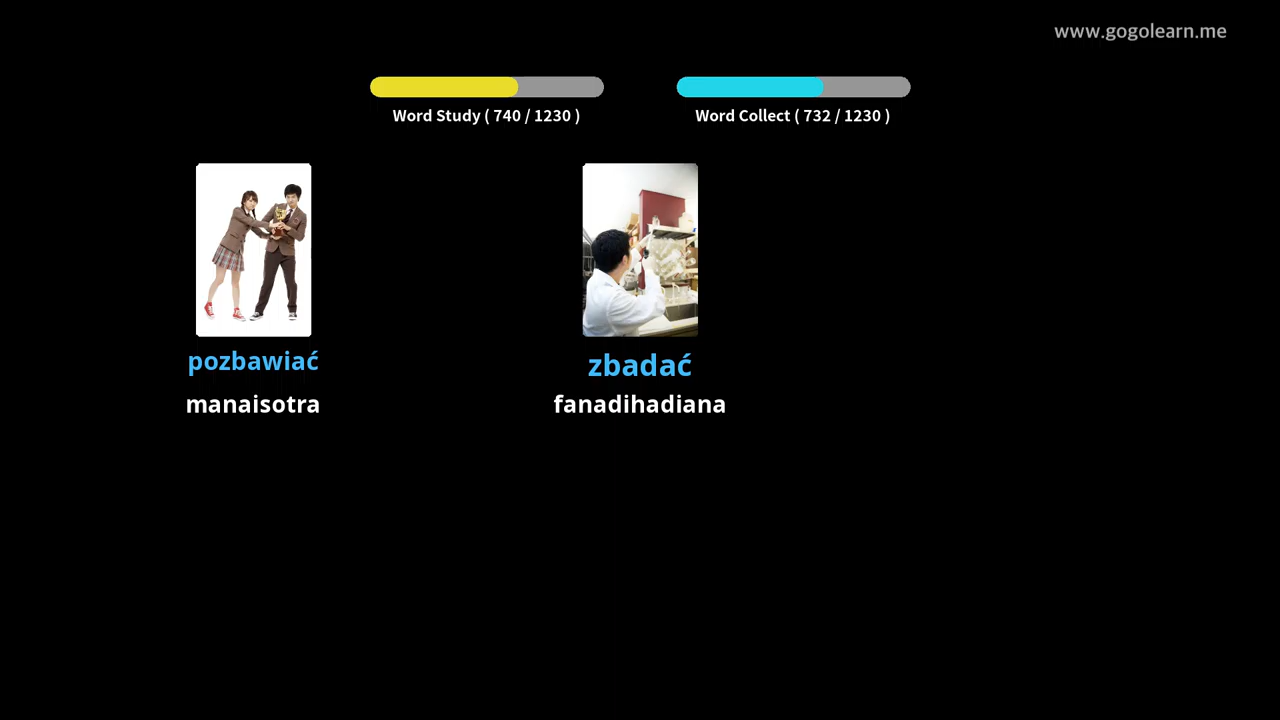 www.gogolearn.me
Word Study ( 740 / 1230 )
Word Collect ( 732 / 1230 )
pozbawiać
zbadać
manaisotra
fanadihadiana